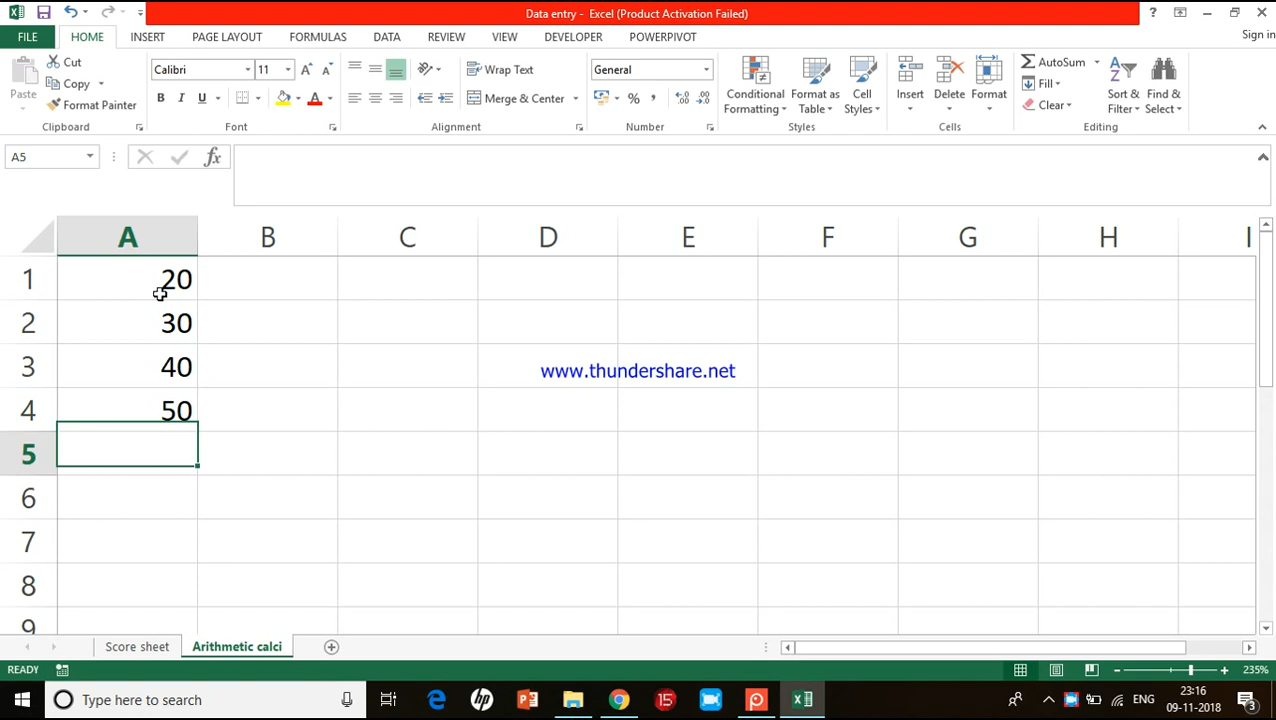 Data entry - Excel (Product Activation Failed)
?
FILE
HOME
INSERT
PAGE LAYOUT
FORMULAS
DATA
REVIEW
VIEW
DEVELOPER
POWERPIVOT
Sign in
Paste
Cut
Copy
Format Painter
Clipboard
Calibri
11
B I U
Font
Wrap Text
Merge & Center
Alignment
General
%
Number
Conditional Formatting
Format as Table
Cell Styles
Styles
Insert
Delete
Format
Cells
AutoSum
Fill
Clear
Sort & Filter
Find & Select
Editing
A5
fx
A B C D E F G H I
1 20
2 30
3 40
www.thundershare.net
4 50
5
6
7
8
9
Score sheet
Arithmetic calci
READY
235%
Type here to search
15
ENG
23:16
09-11-2018
3